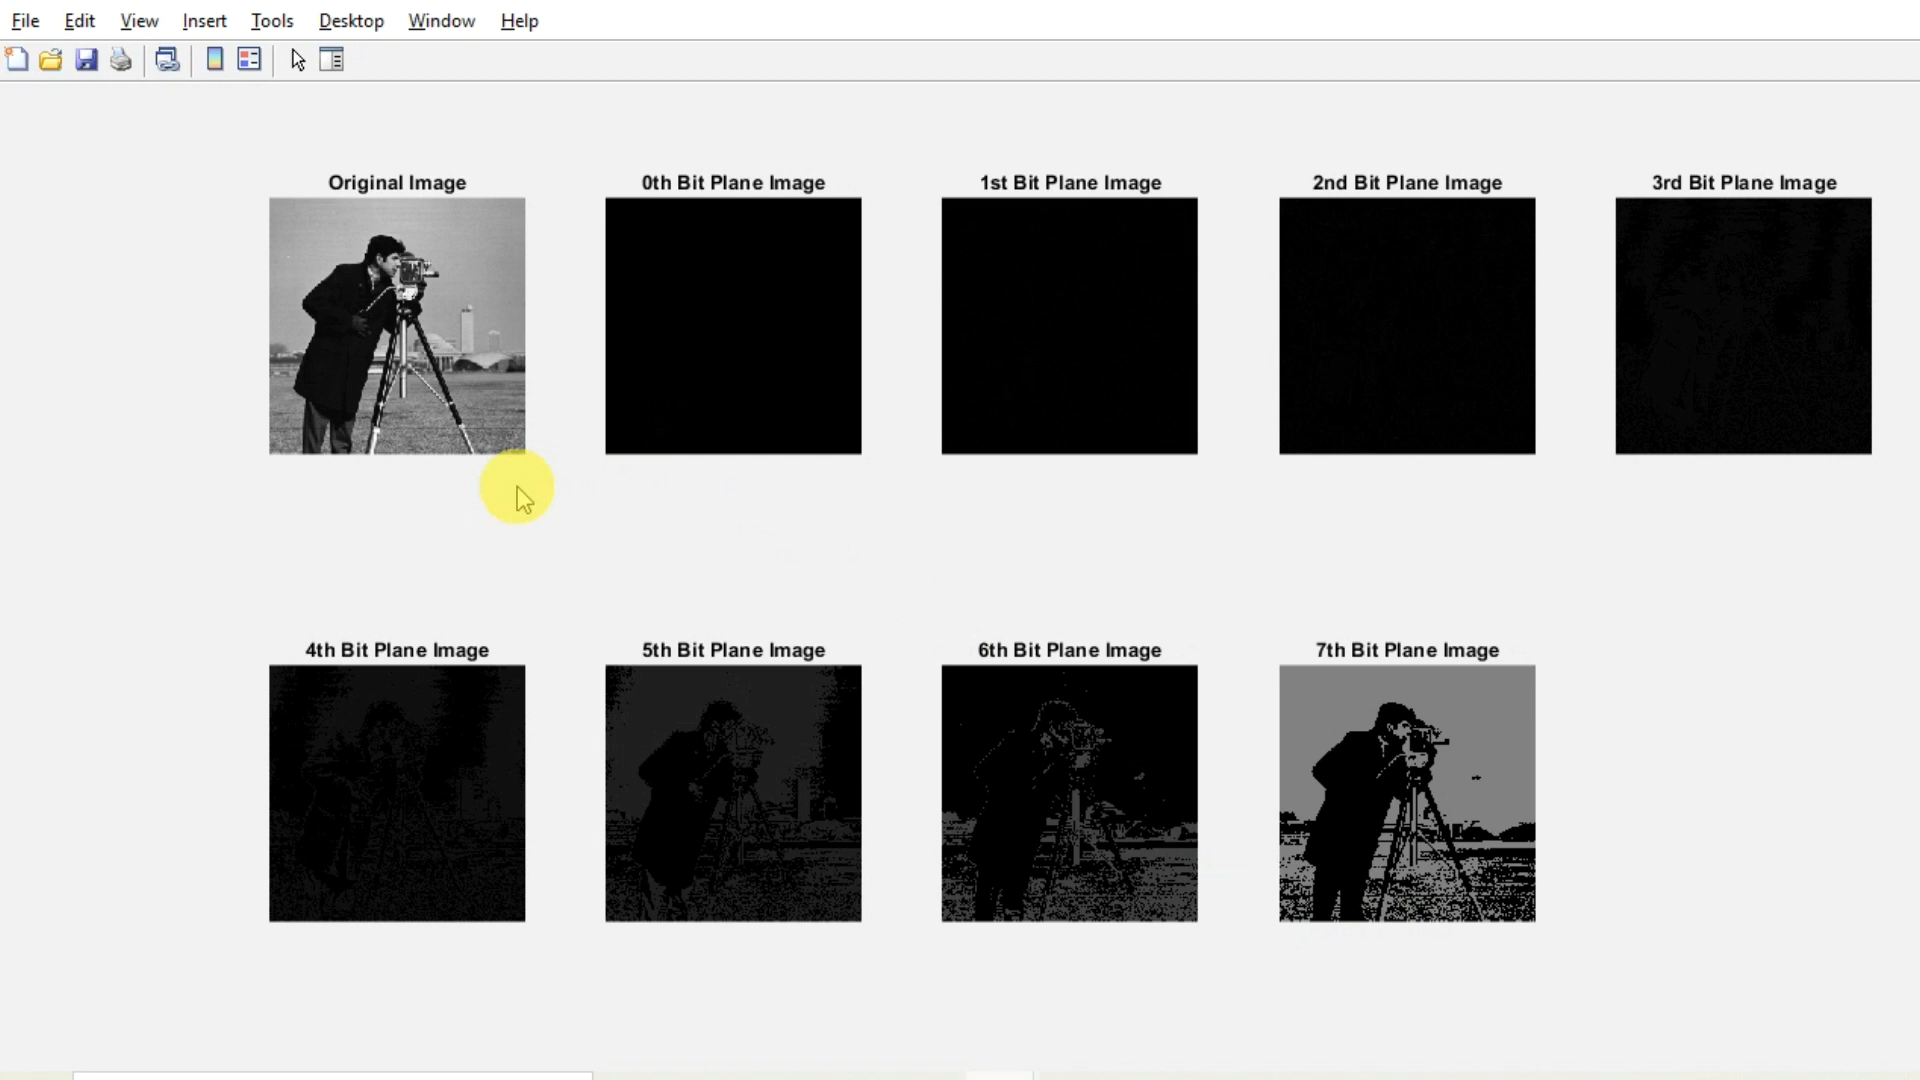 File Edit View Insert Tools Desktop Window Help
Original Image
0th Bit Plane Image
1st Bit Plane Image
2nd Bit Plane Image
3rd Bit Plane Image
4th Bit Plane Image
5th Bit Plane Image
6th Bit Plane Image
7th Bit Plane Image